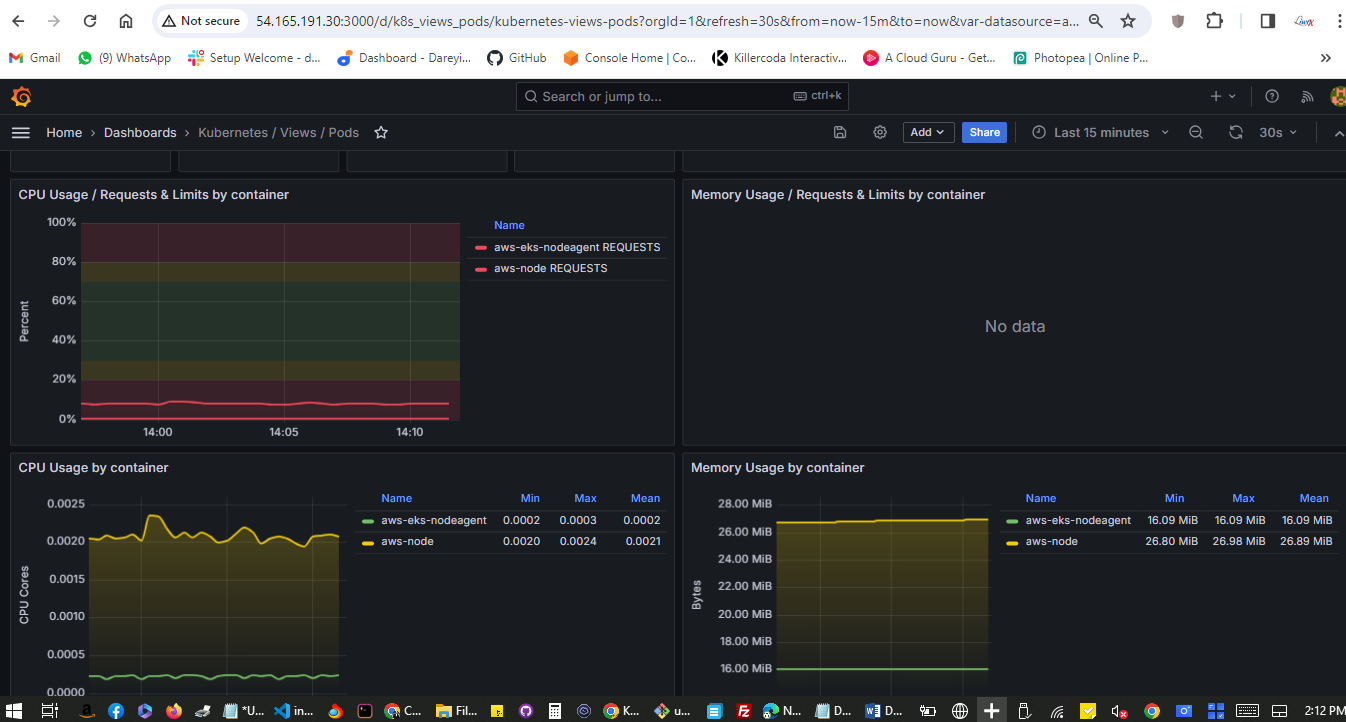 Not secure
54.165.191.30:3000/d/k8s_views_pods/kubernetes-views-pods?orgId=1&refresh=30s&from=now-15m&to=now&var-datasource=a...
Gmail
(9) WhatsApp
Setup Welcome - d...
Dashboard - Dareyi...
GitHub
Console Home | Co...
Killercoda Interactiv...
A Cloud Guru - Get...
Photopea | Online P...
»
Search or jump to...
ctrl+k
Home > Dashboards > Kubernetes / Views / Pods
Add
Share
Last 15 minutes
30s
CPU Usage / Requests & Limits by container
Percent
100%
80%
60%
40%
20%
0%
14:00
14:05
14:10
Name
aws-eks-nodeagent REQUESTS
aws-node REQUESTS
Memory Usage / Requests & Limits by container
No data
CPU Usage by container
CPU Cores
0.0025
0.0020
0.0015
0.0010
0.0005
0.0000
Name Min Max Mean
aws-eks-nodeagent 0.0002 0.0003 0.0002
aws-node 0.0020 0.0024 0.0021
Memory Usage by container
Bytes
28.00 MiB
26.00 MiB
24.00 MiB
22.00 MiB
20.00 MiB
18.00 MiB
16.00 MiB
Name Min Max Mean
aws-eks-nodeagent 16.09 MiB 16.09 MiB 16.09 MiB
aws-node 26.80 MiB 26.98 MiB 26.89 MiB
*U...
in...
C...
Fil...
K...
u...
N...
D...
D...
2:12 PM